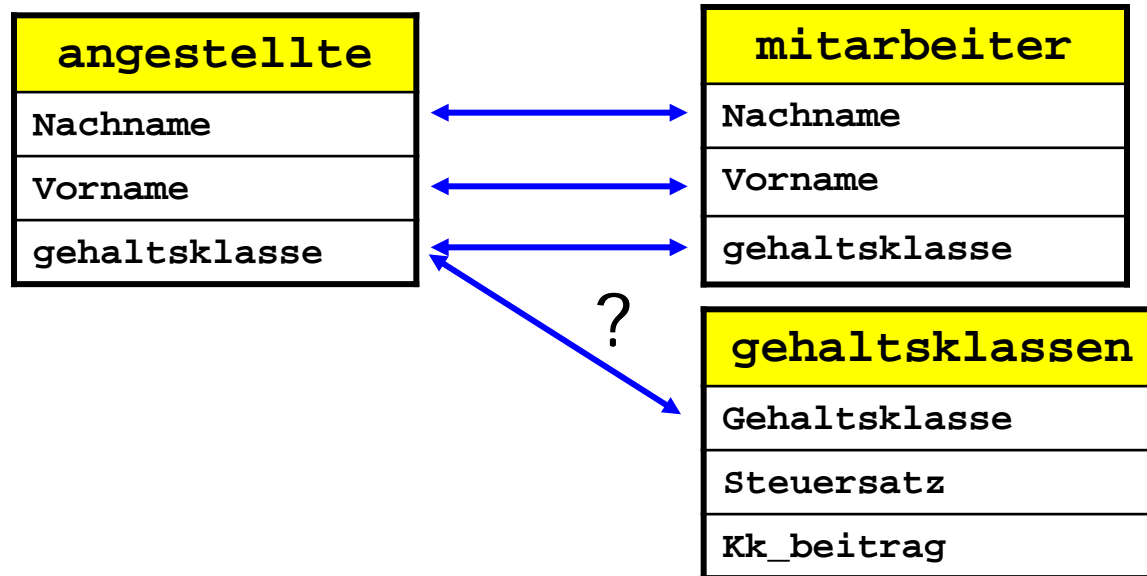 angestellte
Nachname
Vorname
gehaltsklasse
mitarbeiter
Nachname
Vorname
gehaltsklasse
?
gehaltsklassen
Gehaltsklasse
Steuersatz
Kk_beitrag